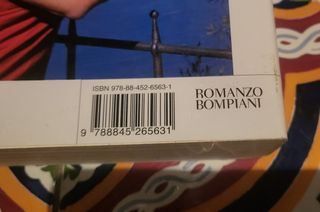 ISBN 978-88-452-6563-1
9 788845 265631
ROMANZO
BOMPIANI